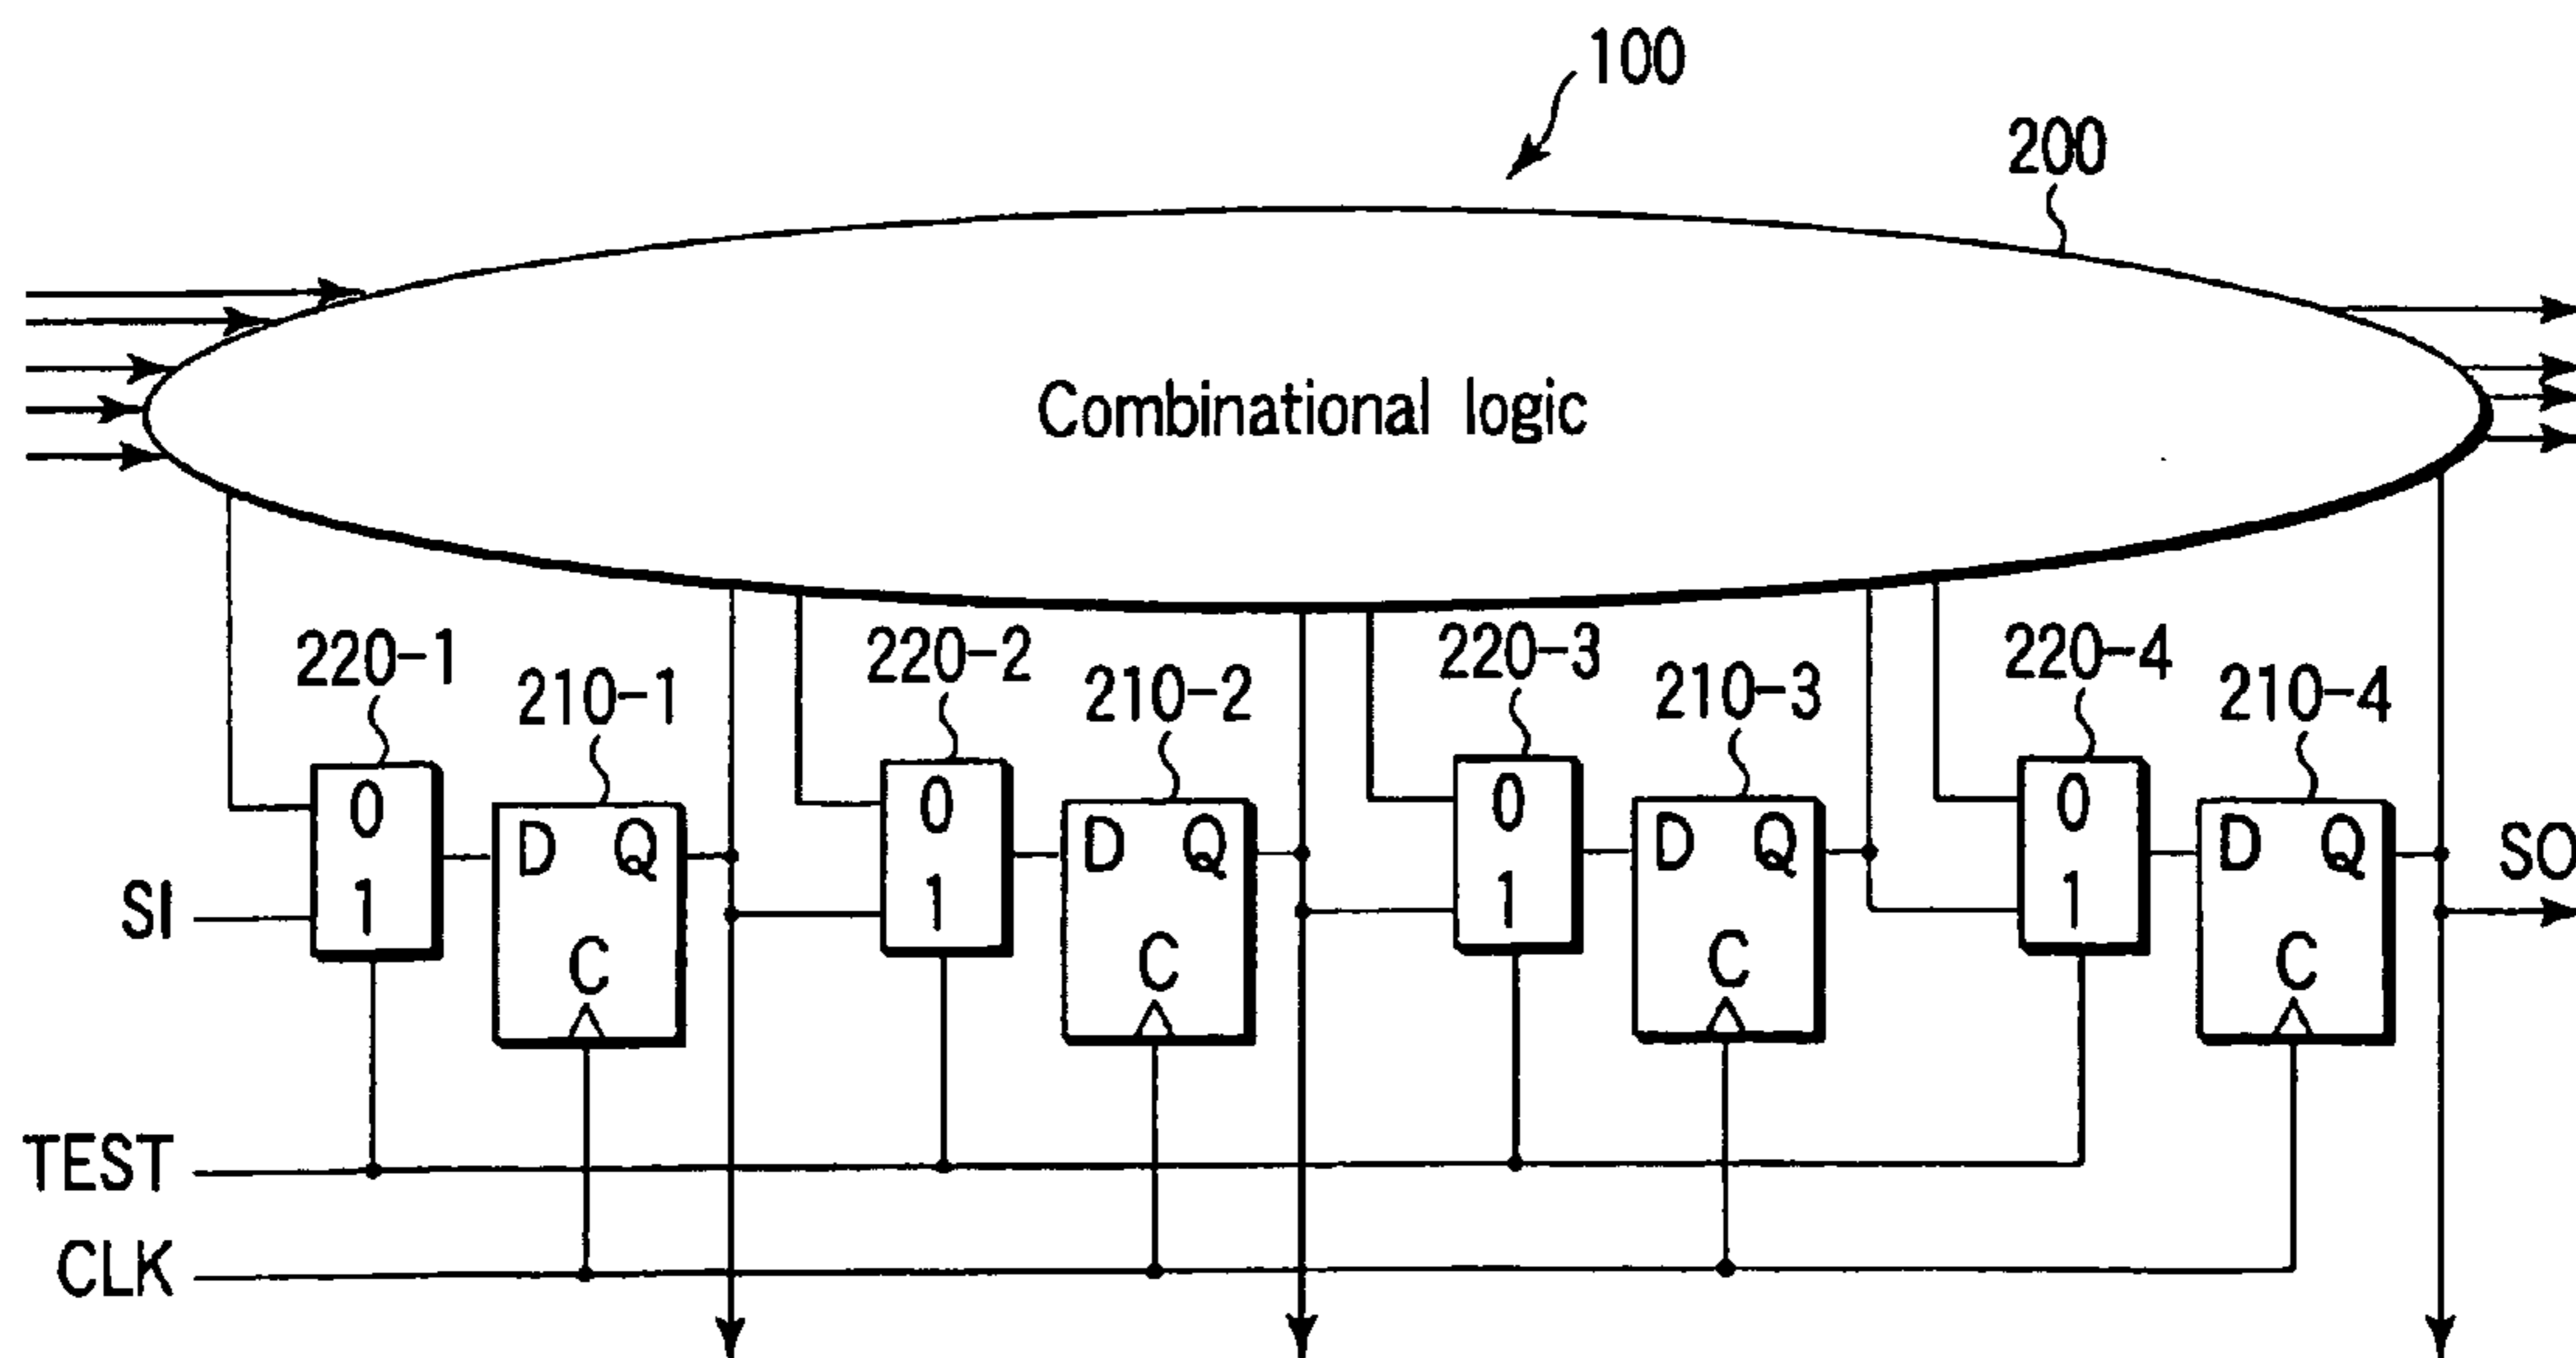 100
200
Combinational logic
220-1
210-1
220-2
210-2
220-3
210-3
220-4
210-4
0
1
D Q
C
0
1
D Q
C
0
1
D Q
C
0
1
D Q
C
SI
SO
TEST
CLK